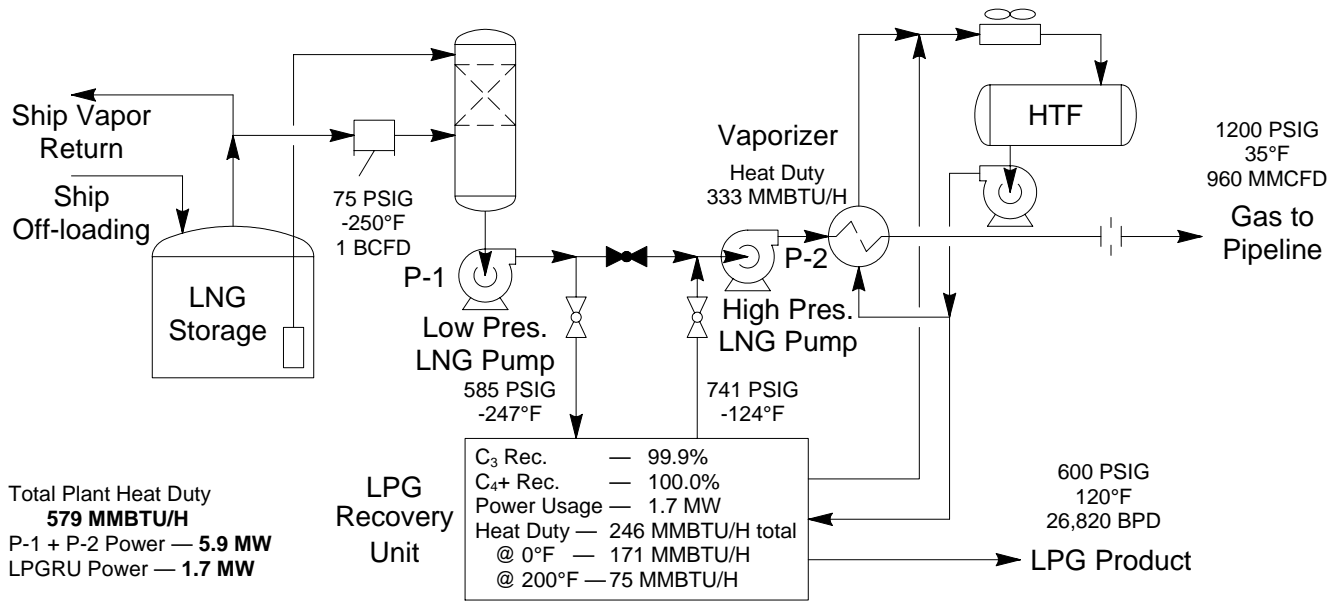 Ship Vapor
Return
Ship
Off-loading
LNG
Storage
75 PSIG
-250°F
1 BCFD
P-1
Low Pres.
LNG Pump
Vaporizer
Heat Duty
333 MMBTU/H
P-2
High Pres.
LNG Pump
HTF
1200 PSIG
35°F
960 MMCFD
Gas to
Pipeline
585 PSIG
-247°F
741 PSIG
-124°F
LPG
Recovery
Unit
C₃ Rec. — 99.9%
C₄+ Rec. — 100.0%
Power Usage — 1.7 MW
Heat Duty — 246 MMBTU/H total
@ 0°F — 171 MMBTU/H
@ 200°F — 75 MMBTU/H
600 PSIG
120°F
26,820 BPD
LPG Product
Total Plant Heat Duty
579 MMBTU/H
P-1 + P-2 Power — 5.9 MW
LPGRU Power — 1.7 MW